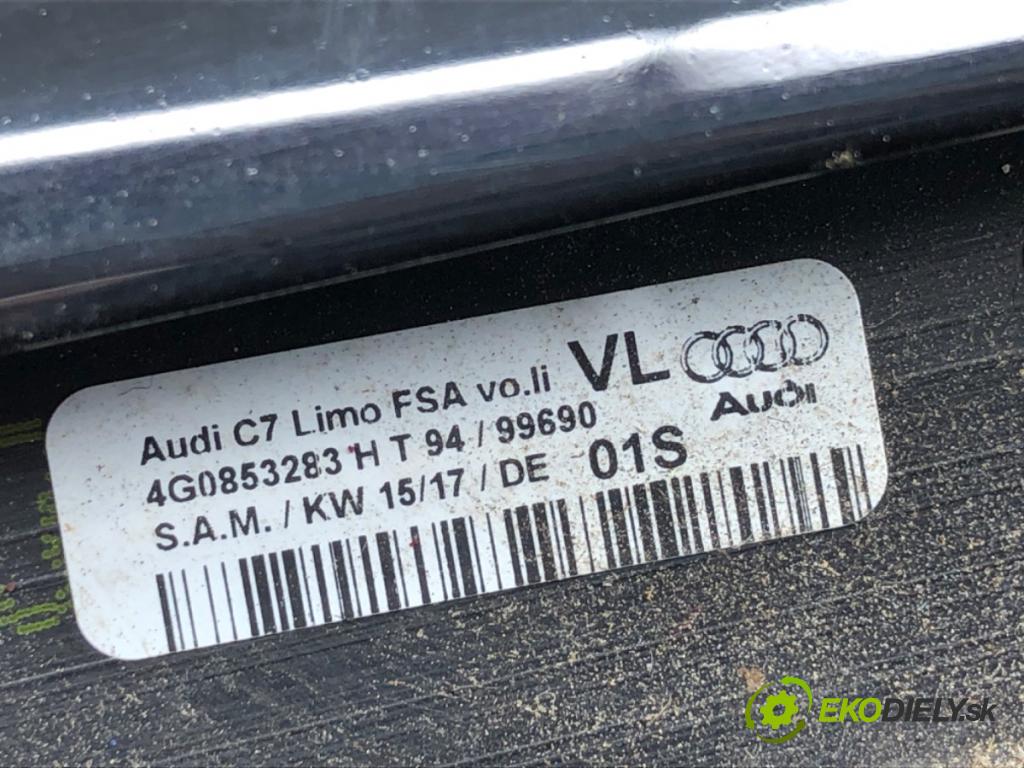 Audi C7 Limo FSA vo.li VL
4G0853283 H T 94 / 99690
S.A.M. / KW 15/17 / DE 01S
Audi
EKODIELY.sk